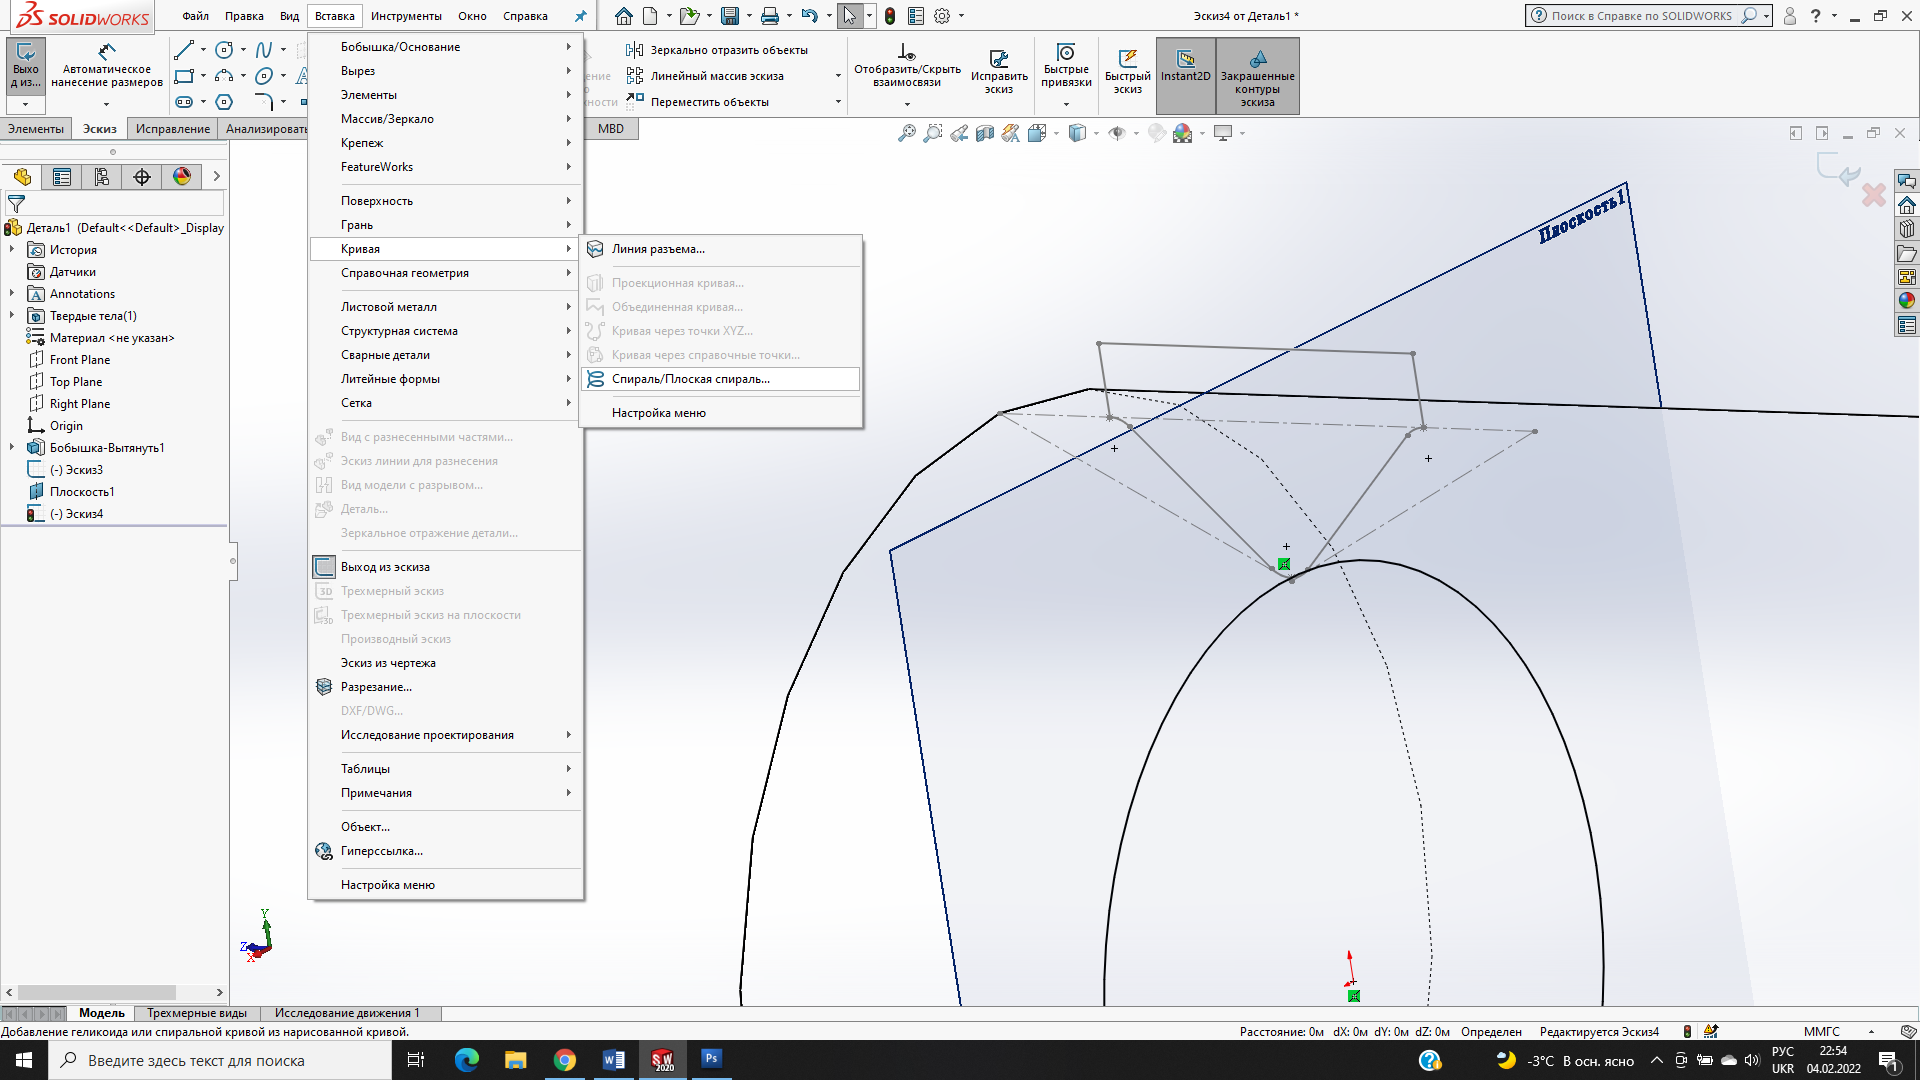 SOLIDWORKS
Файл
Правка
Вид
Вставка
Инструменты
Окно
Справка
Эскиз4 от Деталь1 *
Поиск в Справке по SOLIDWORKS
Выхо
д из...
Автоматическое
нанесение размеров
Зеркально отразить объекты
Линейный массив эскиза
Переместить объекты
Отобразить/Скрыть
взаимосвязи
Исправить
эскиз
Быстрые
привязки
Быстрый
эскиз
Instant2D
Закрашенные
контуры
эскиза
Элементы
Эскиз
Исправление
Анализировать
MBD
Деталь1 (Default<<Default>_Display
История
Датчики
Annotations
Твердые тела(1)
Материал <не указан>
Front Plane
Top Plane
Right Plane
Origin
Бобышка-Вытянуть1
(-) Эскиз3
Плоскость1
(-) Эскиз4
Бобышка/Основание
Вырез
Элементы
Массив/Зеркало
Крепеж
FeatureWorks
Поверхность
Грань
Кривая
Справочная геометрия
Листовой металл
Структурная система
Сварные детали
Литейные формы
Сетка
Вид с разнесенными частями...
Эскиз линии для разнесения
Вид модели с разрывом...
Деталь...
Зеркальное отражение детали...
Выход из эскиза
Трехмерный эскиз
Трехмерный эскиз на плоскости
Производный эскиз
Эскиз из чертежа
Разрезание...
DXF/DWG...
Исследование проектирования
Таблицы
Примечания
Объект...
Гиперссылка...
Настройка меню
Линия разъема...
Проекционная кривая...
Объединенная кривая...
Кривая через точки XYZ...
Кривая через справочные точки...
Спираль/Плоская спираль...
Настройка меню
Плоскость1
Y
Z
X
Модель
Трехмерные виды
Исследование движения 1
Добавление геликоида или спиральной кривой из нарисованной кривой.
Расстояние: 0м dX: 0м dY: 0м dZ: 0м Определен
Редактируется Эскиз4
ММГС
Введите здесь текст для поиска
-3°C В осн. ясно
РУС
UKR
22:54
04.02.2022